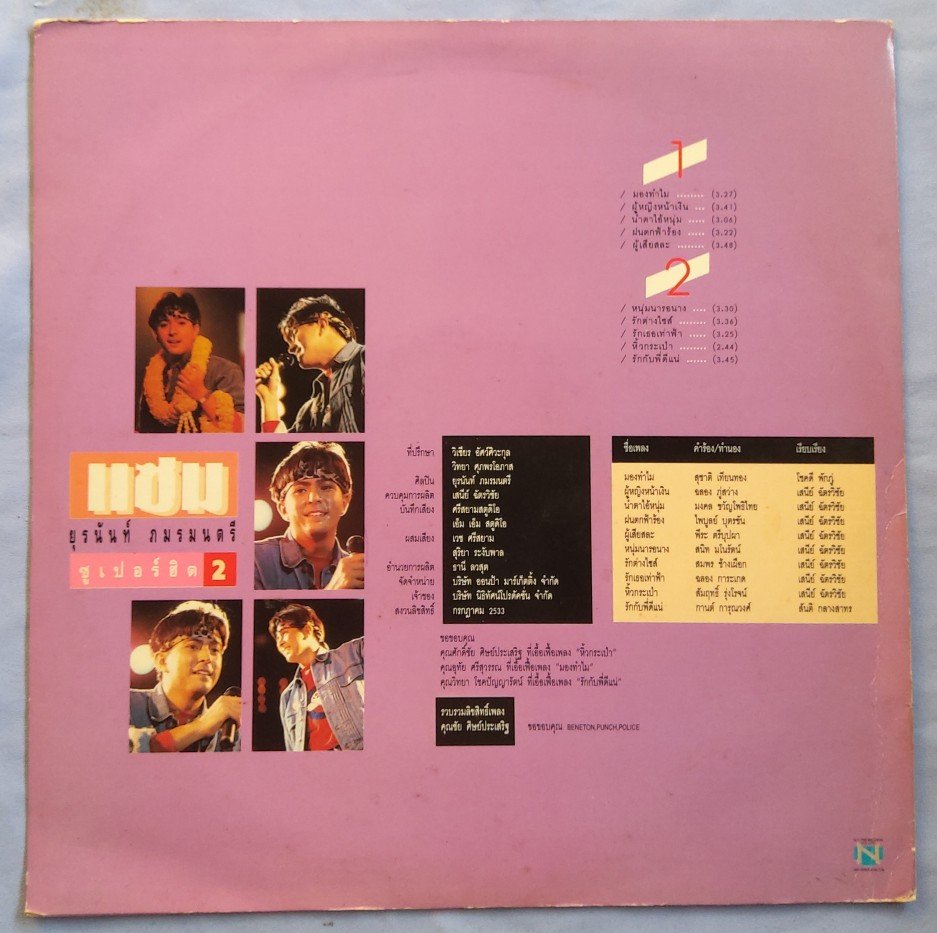 1
/ มองทำไม ........ (3.27)
/ ผู้หญิงหน้าเงิน ... (3.41)
/ น้ำตาไอ้หนุ่ม ..... (3.06)
/ ฝนตกฟ้าร้อง ..... (3.22)
/ ผู้เสียสละ ........ (3.48)
2
/ หนุ่มนารอนาง .... (3.30)
/ รักต่างไซส์ ........ (3.36)
/ รักเธอเท่าฟ้า ..... (3.25)
/ หิ้วกระเป๋า ....... (2.44)
/ รักกับพี่ดีแน่ ...... (3.45)
แซม
ยุรนันท์ ภมรมนตรี
ซูเปอร์ฮิต 2
ที่ปรึกษา วิเชียร อัศว์ศิวะกุล
วิทยา ศุภพรโอภาส
ศิลปิน ยุรนันท์ ภมรมนตรี
ควบคุมการผลิต เสนีย์ ฉัตรวิชัย
บันทึกเสียง ศรีสยามสตูดิโอ
เอ็ม เอ็ม สตูดิโอ
ผสมเสียง เวช ศรีสยาม
สุริยา ระงับพาล
อำนวยการผลิต ธานี ลวสุต
จัดจำหน่าย บริษัท ออนป้า มาร์เก็ตติ้ง จำกัด
เจ้าของ บริษัท นิธิทัศน์โปรดัคชั่น จำกัด
สงวนลิขสิทธิ์ กรกฎาคม 2533
ชื่อเพลง คำร้อง/ทำนอง เรียบเรียง
มองทำไม สุชาติ เทียนทอง โชคดี พักภู่
ผู้หญิงหน้าเงิน ฉลอง ภู่สว่าง เสนีย์ ฉัตรวิชัย
น้ำตาไอ้หนุ่ม มงคล ขวัญโพธิไทย เสนีย์ ฉัตรวิชัย
ฝนตกฟ้าร้อง ไพบูลย์ บุตรขัน เสนีย์ ฉัตรวิชัย
ผู้เสียสละ พีระ ตรีบุปผา เสนีย์ ฉัตรวิชัย
หนุ่มนารอนาง สนิท มโนรัตน์ เสนีย์ ฉัตรวิชัย
รักต่างไซส์ สมพร ช้างเผือก เสนีย์ ฉัตรวิชัย
รักเธอเท่าฟ้า ฉลอง การะเกด เสนีย์ ฉัตรวิชัย
หิ้วกระเป๋า สัมฤทธิ์ รุ่งโรจน์ เสนีย์ ฉัตรวิชัย
รักกับพี่ดีแน่ กานต์ การุณวงศ์ สันติ กลางสาทร
ขอขอบคุณ
คุณศักดิ์ชัย ศิษย์ประเสริฐ ที่เอื้อเฟื้อเพลง "หิ้วกระเป๋า"
คุณอุทัย ศรีสุวรรณ ที่เอื้อเฟื้อเพลง "มองทำไม"
คุณวิทยา โชคปัญญารัตน์ ที่เอื้อเฟื้อเพลง "รักกับพี่ดีแน่"
รวบรวมลิขสิทธิ์เพลง
คุณชัย ศิษย์ประเสริฐ
ขอขอบคุณ BENETON,PUNCH,POLICE
N